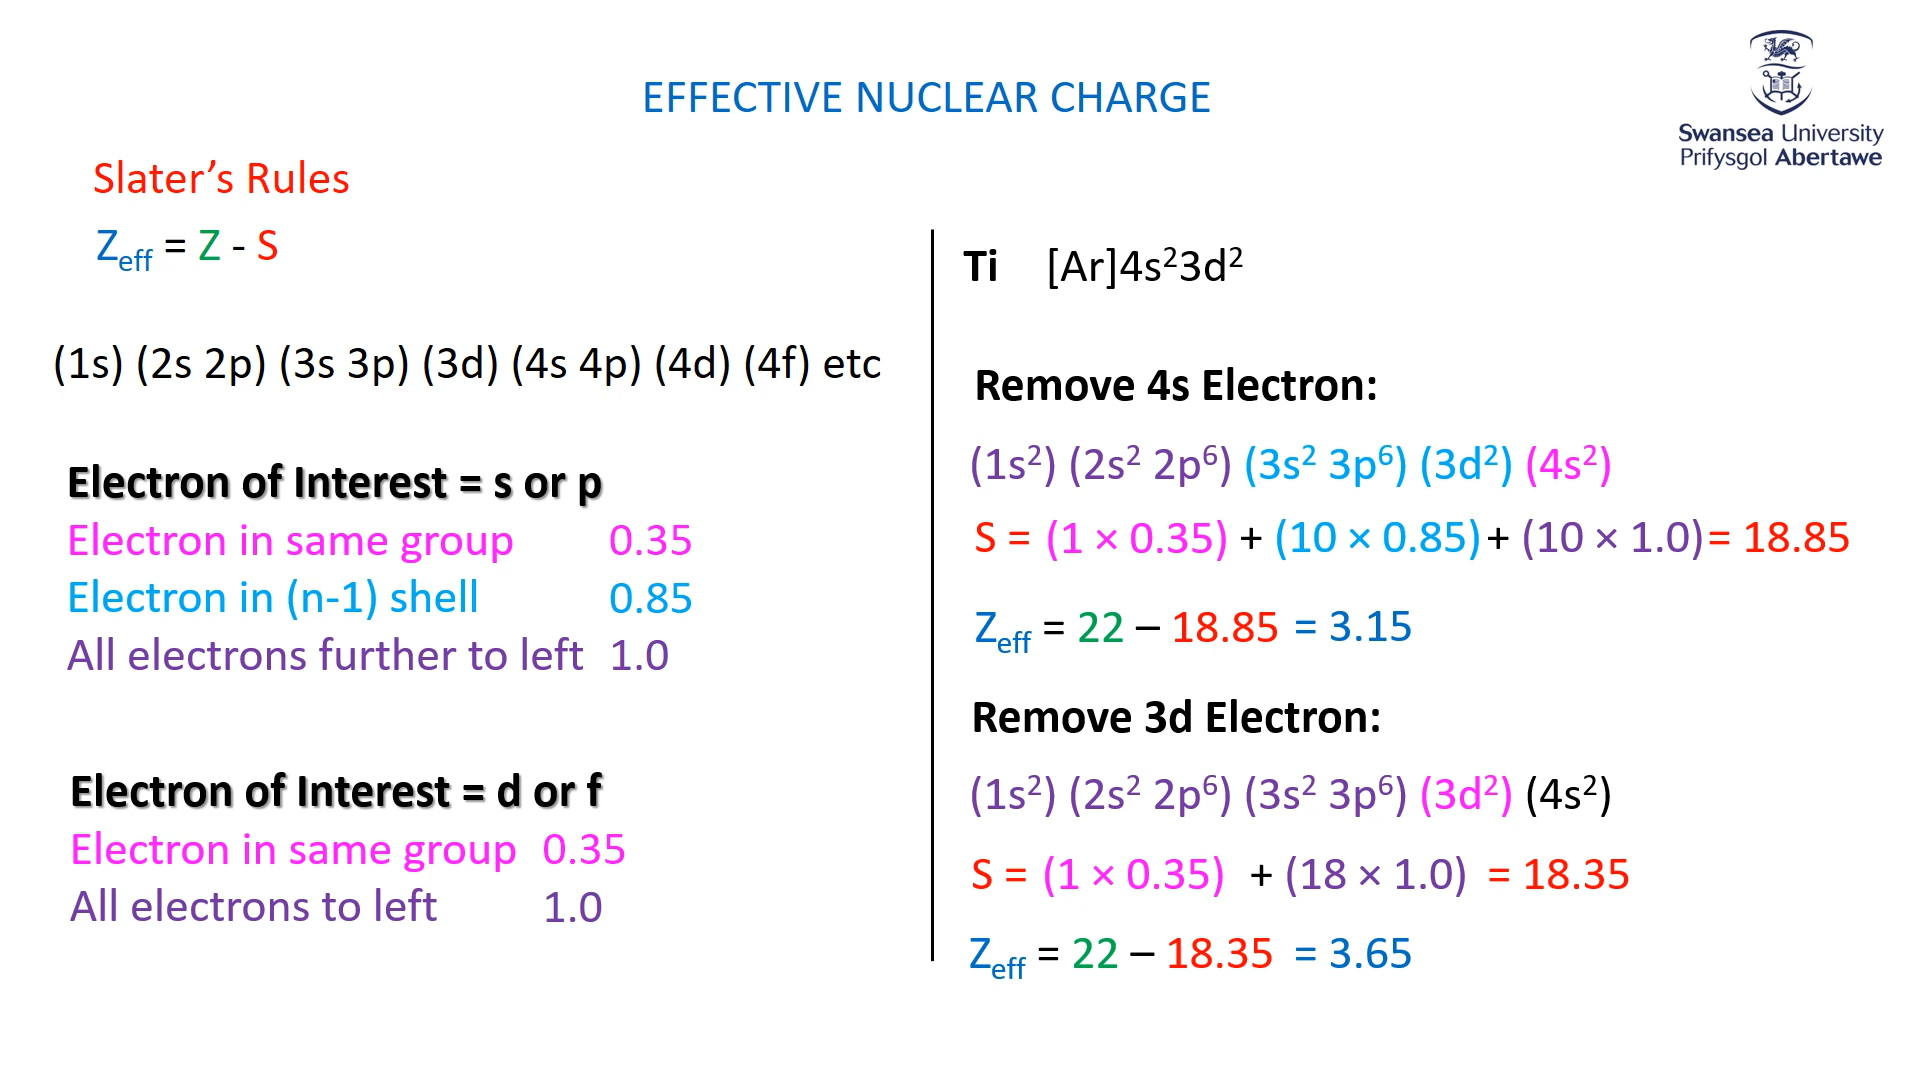 EFFECTIVE NUCLEAR CHARGE
Swansea University
Prifysgol Abertawe
Slater’s Rules
Z_eff = Z - S
(1s) (2s 2p) (3s 3p) (3d) (4s 4p) (4d) (4f) etc
Electron of Interest = s or p
Electron in same group 0.35
Electron in (n-1) shell 0.85
All electrons further to left 1.0
Electron of Interest = d or f
Electron in same group 0.35
All electrons to left 1.0
Ti [Ar]4s²3d²
Remove 4s Electron:
(1s²) (2s² 2p⁶) (3s² 3p⁶) (3d²) (4s²)
S = (1 × 0.35) + (10 × 0.85) + (10 × 1.0) = 18.85
Z_eff = 22 – 18.85 = 3.15
Remove 3d Electron:
(1s²) (2s² 2p⁶) (3s² 3p⁶) (3d²) (4s²)
S = (1 × 0.35) + (18 × 1.0) = 18.35
Z_eff = 22 – 18.35 = 3.65